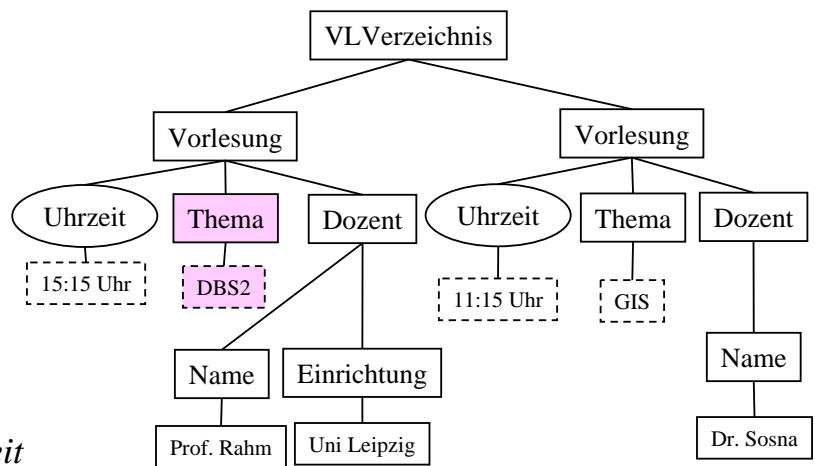 VLVerzeichnis
Vorlesung
Vorlesung
Uhrzeit
Thema
Dozent
Uhrzeit
Thema
Dozent
15:15 Uhr
DBS2
11:15 Uhr
GIS
Name
Einrichtung
Name
Prof. Rahm
Uni Leipzig
Dr. Sosna
eit